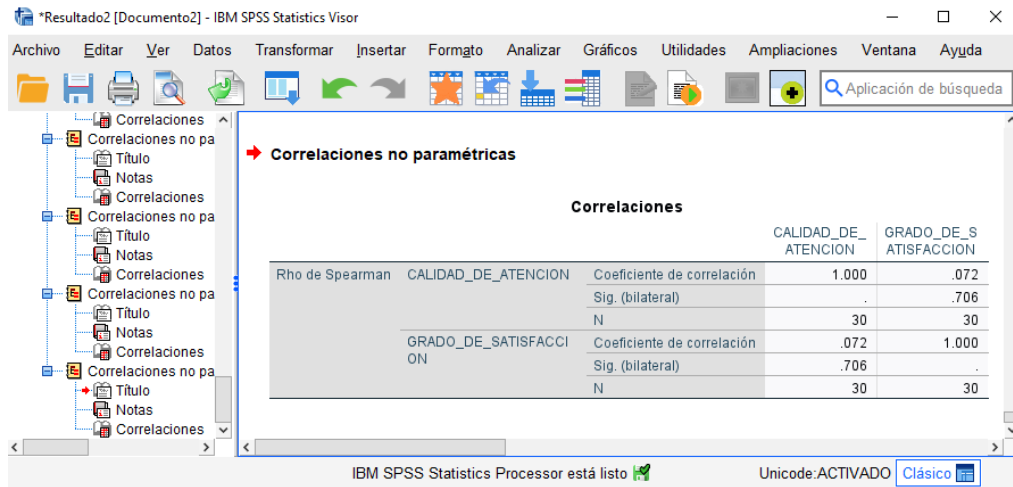 *Resultado2 [Documento2] - IBM SPSS Statistics Visor
Archivo Editar Ver Datos Transformar Insertar Formato Analizar Gráficos Utilidades Ampliaciones Ventana Ayuda
Aplicación de búsqueda
Correlaciones
Correlaciones no pa
Título
Notas
Correlaciones
Correlaciones no pa
Título
Notas
Correlaciones
Correlaciones no pa
Título
Notas
Correlaciones
Correlaciones no pa
Título
Notas
Correlaciones
Correlaciones no paramétricas
Correlaciones
CALIDAD_DE_
ATENCION
GRADO_DE_S
ATISFACCION
Rho de Spearman CALIDAD_DE_ATENCION Coeficiente de correlación 1.000 .072
Sig. (bilateral) . .706
N 30 30
GRADO_DE_SATISFACCI
ON
Coeficiente de correlación .072 1.000
Sig. (bilateral) .706 .
N 30 30
IBM SPSS Statistics Processor está listo Unicode:ACTIVADO Clásico